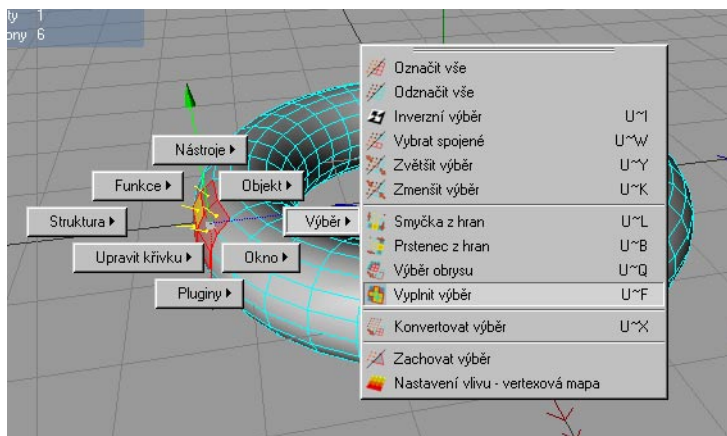 ty 1
ony 6
Nástroje
Funkce
Objekt
Struktura
Výběr
Upravit křivku
Okno
Pluginy
Označit vše
Odznačit vše
Inverzní výběr U~I
Vybrat spojené U~W
Zvětšit výběr U~Y
Zmenšit výběr U~K
Smyčka z hran U~L
Prstenec z hran U~B
Výběr obrysu U~Q
Vyplnit výběr U~F
Konvertovat výběr U~X
Zachovat výběr
Nastavení vlivu - vertexová mapa